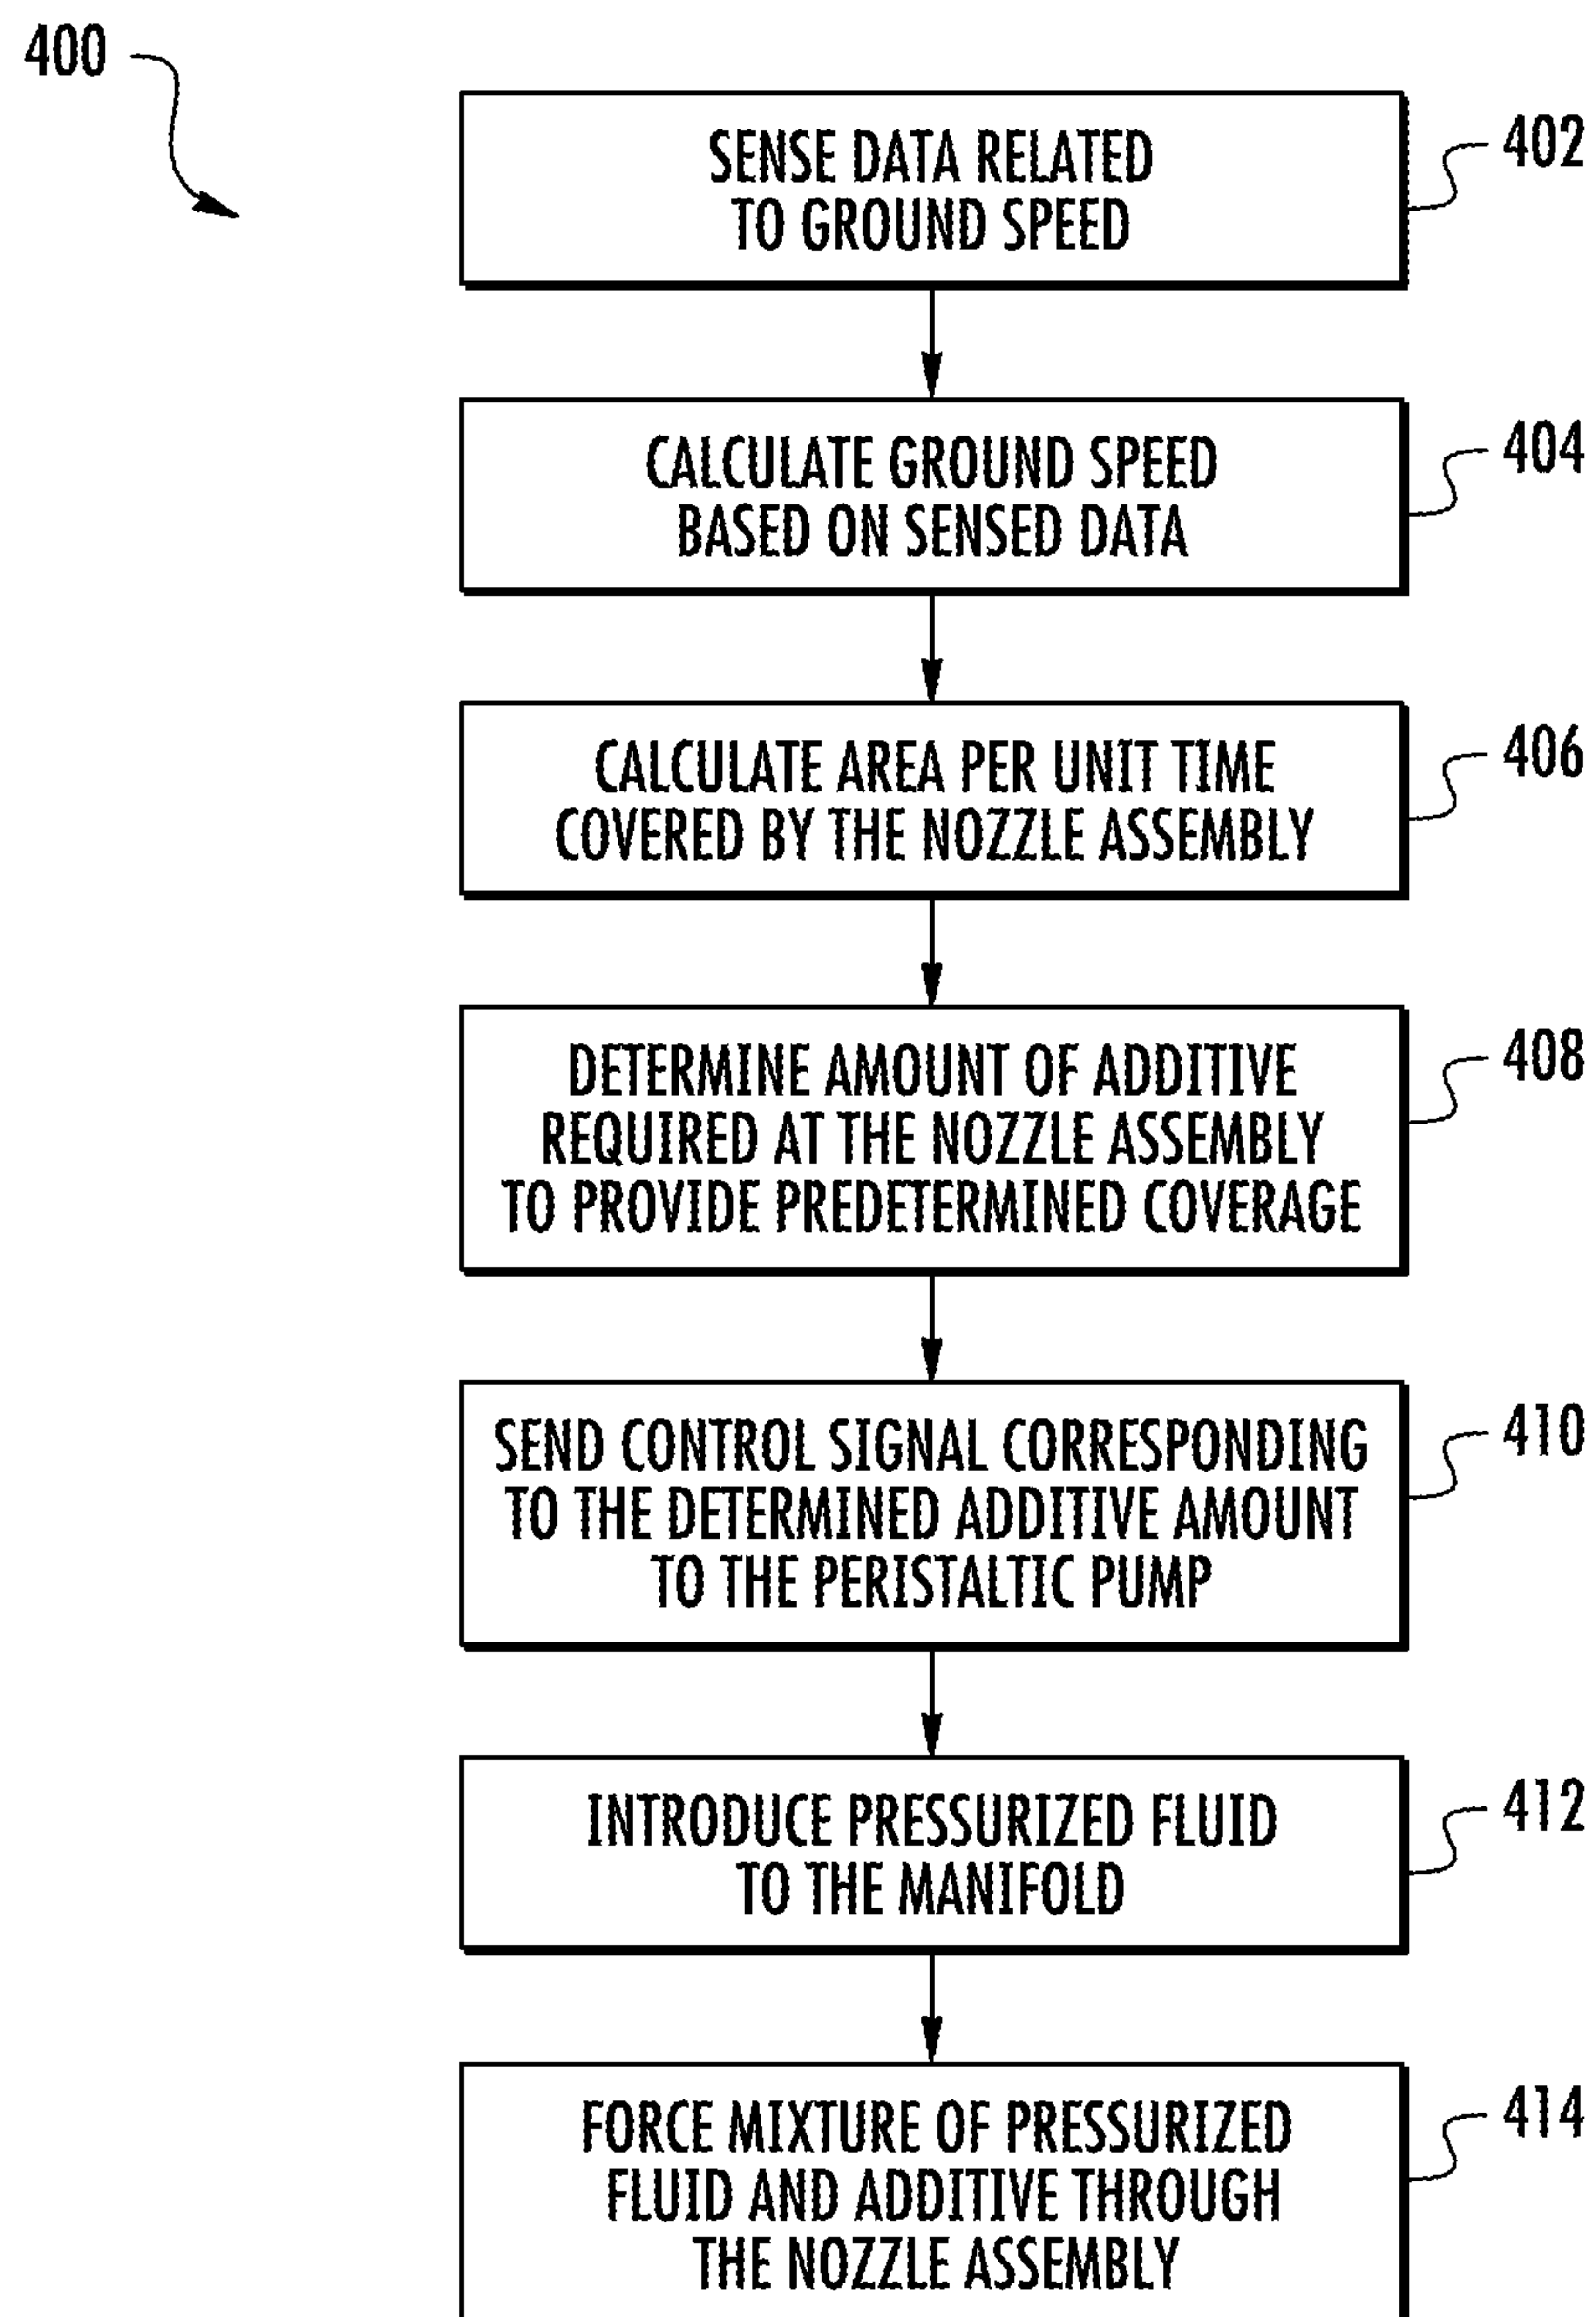 400
SENSE DATA RELATED
TO GROUND SPEED
402
CALCULATE GROUND SPEED
BASED ON SENSED DATA
404
CALCULATE AREA PER UNIT TIME
COVERED BY THE NOZZLE ASSEMBLY
406
DETERMINE AMOUNT OF ADDITIVE
REQUIRED AT THE NOZZLE ASSEMBLY
TO PROVIDE PREDETERMINED COVERAGE
408
SEND CONTROL SIGNAL CORRESPONDING
TO THE DETERMINED ADDITIVE AMOUNT
TO THE PERISTALTIC PUMP
410
INTRODUCE PRESSURIZED FLUID
TO THE MANIFOLD
412
FORCE MIXTURE OF PRESSURIZED
FLUID AND ADDITIVE THROUGH
THE NOZZLE ASSEMBLY
414